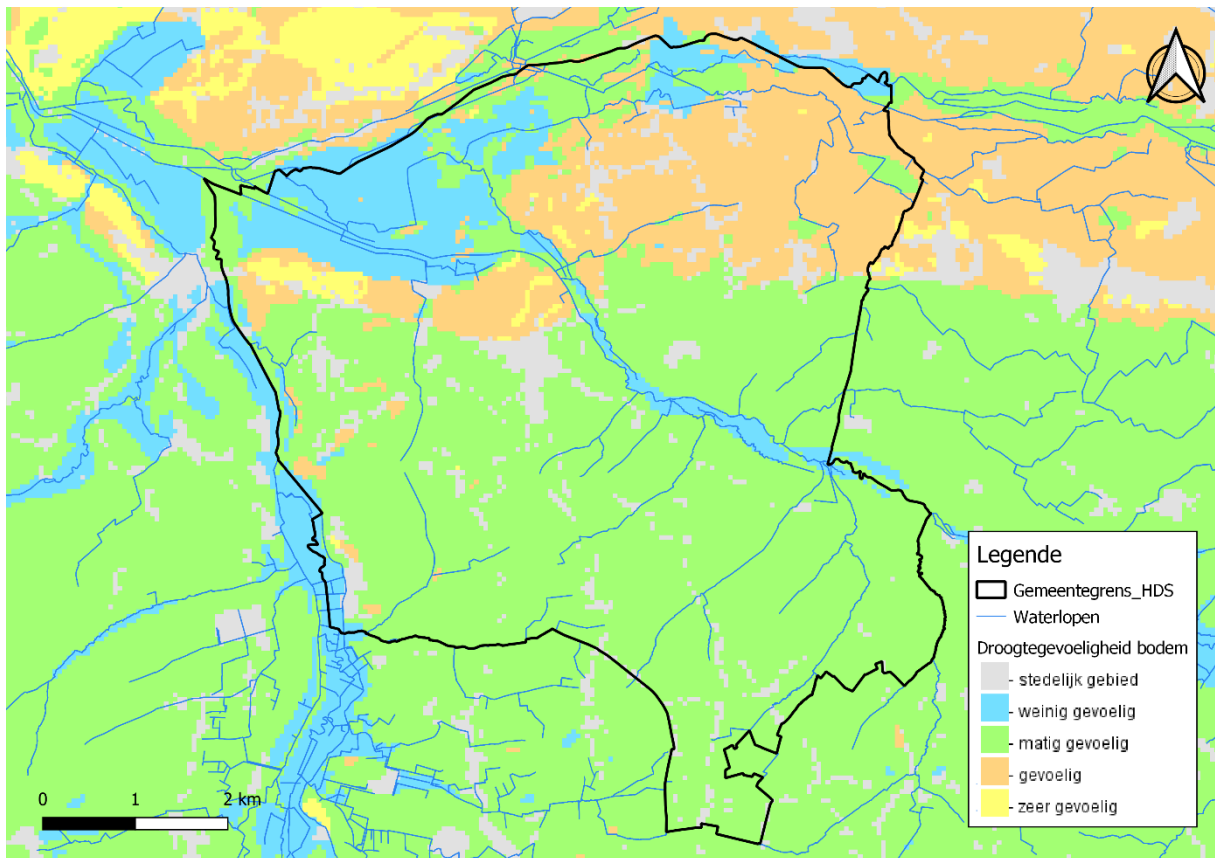 Legende
Gemeentegrens_HDS
Waterlopen
Droogtegevoeligheid bodem
- stedelijk gebied
- weinig gevoelig
- matig gevoelig
- gevoelig
- zeer gevoelig
0 1 2 km